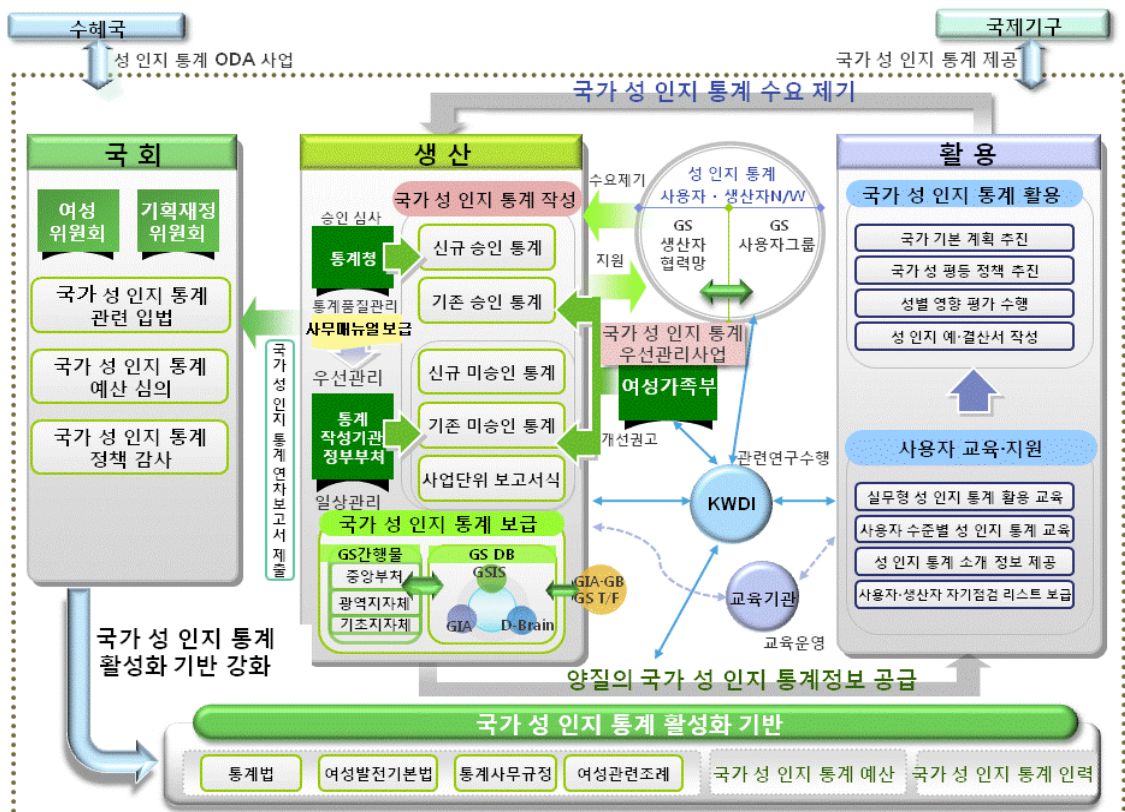 수혜국
국제기구
성 인지 통계 ODA 사업
국가 성 인지 통계 제공
국가 성 인지 통계 수요 제기
국 회
여성
위원회
기획재정
위원회
국가 성 인지 통계
관련 입법
국가 성 인지 통계
예산 심의
국가 성 인지 통계
정책 감사
국가 성 인지 통계 연차보고서 제출
생 산
국가 성 인지 통계 작성
승인 심사
통계청
통계품질관리
사무매뉴얼 보급
우선관리
통계
작성기관
정부부처
일상관리
신규 승인 통계
기존 승인 통계
신규 미승인 통계
기존 미승인 통계
사업단위 보고서식
국가 성 인지 통계 보급
GS간행물
중앙부처
광역지자체
기초지자체
GS DB
GSIS
GIA
D-Brain
GIA-GB
GS T/F
수요제기
지원
성 인지 통계
사용자·생산자N/W
GS
생산자
협력망
GS
사용자그룹
국가 성 인지 통계
우선관리사업
여성가족부
개선권고
관련연구수행
KWDI
교육기관
교육운영
활 용
국가 성 인지 통계 활용
국가 기본 계획 추진
국가 성 평등 정책 추진
성별 영향 평가 수행
성 인지 예·결산서 작성
사용자 교육·지원
실무형 성 인지 통계 활용 교육
사용자 수준별 성 인지 통계 교육
성 인지 통계 소개 정보 제공
사용자·생산자 자기점검 리스트 보급
국가 성 인지 통계
활성화 기반 강화
양질의 국가 성 인지 통계정보 공급
국가 성 인지 통계 활성화 기반
통계법
여성발전기본법
통계사무규정
여성관련조례
국가 성 인지 통계 예산
국가 성 인지 통계 인력